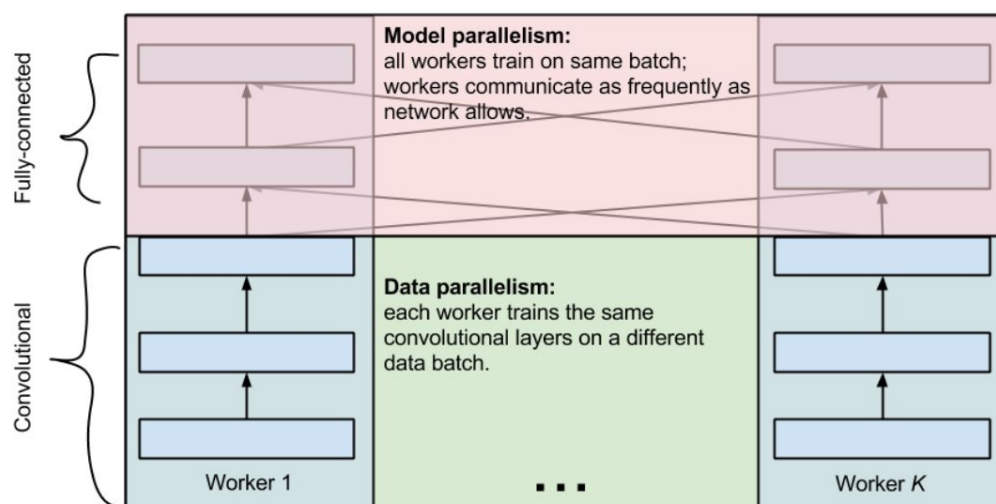 Fully-connected
Model parallelism:
all workers train on same batch;
workers communicate as frequently as
network allows.
Convolutional
Data parallelism:
each worker trains the same
convolutional layers on a different
data batch.
Worker 1
...
Worker K